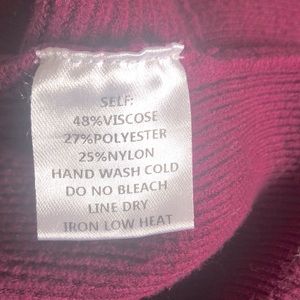 SELF:
48%VISCOSE
27%POLYESTER
25%NYLON
HAND WASH COLD
DO NO BLEACH
LINE DRY
IRON LOW HEAT